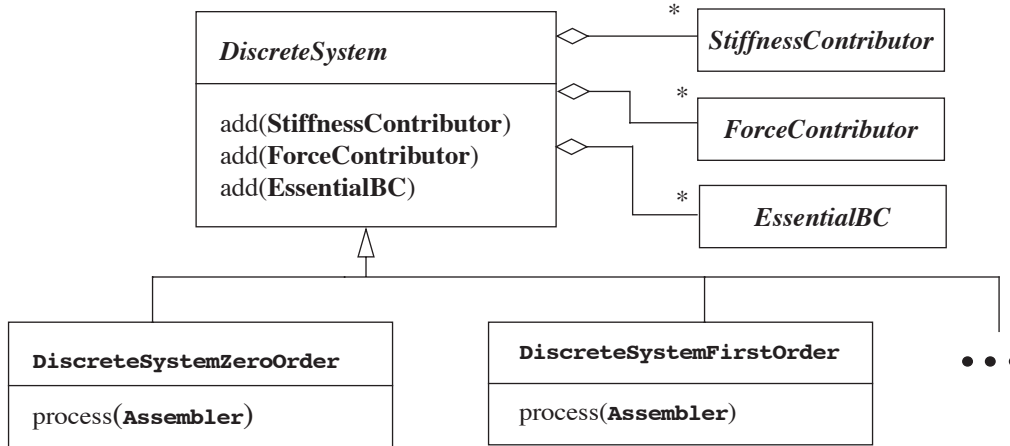 DiscreteSystem
add(StiffnessContributor)
add(ForceContributor)
add(EssentialBC)
*
StiffnessContributor
*
ForceContributor
*
EssentialBC
DiscreteSystemZeroOrder
process(Assembler)
DiscreteSystemFirstOrder
process(Assembler)
• • •